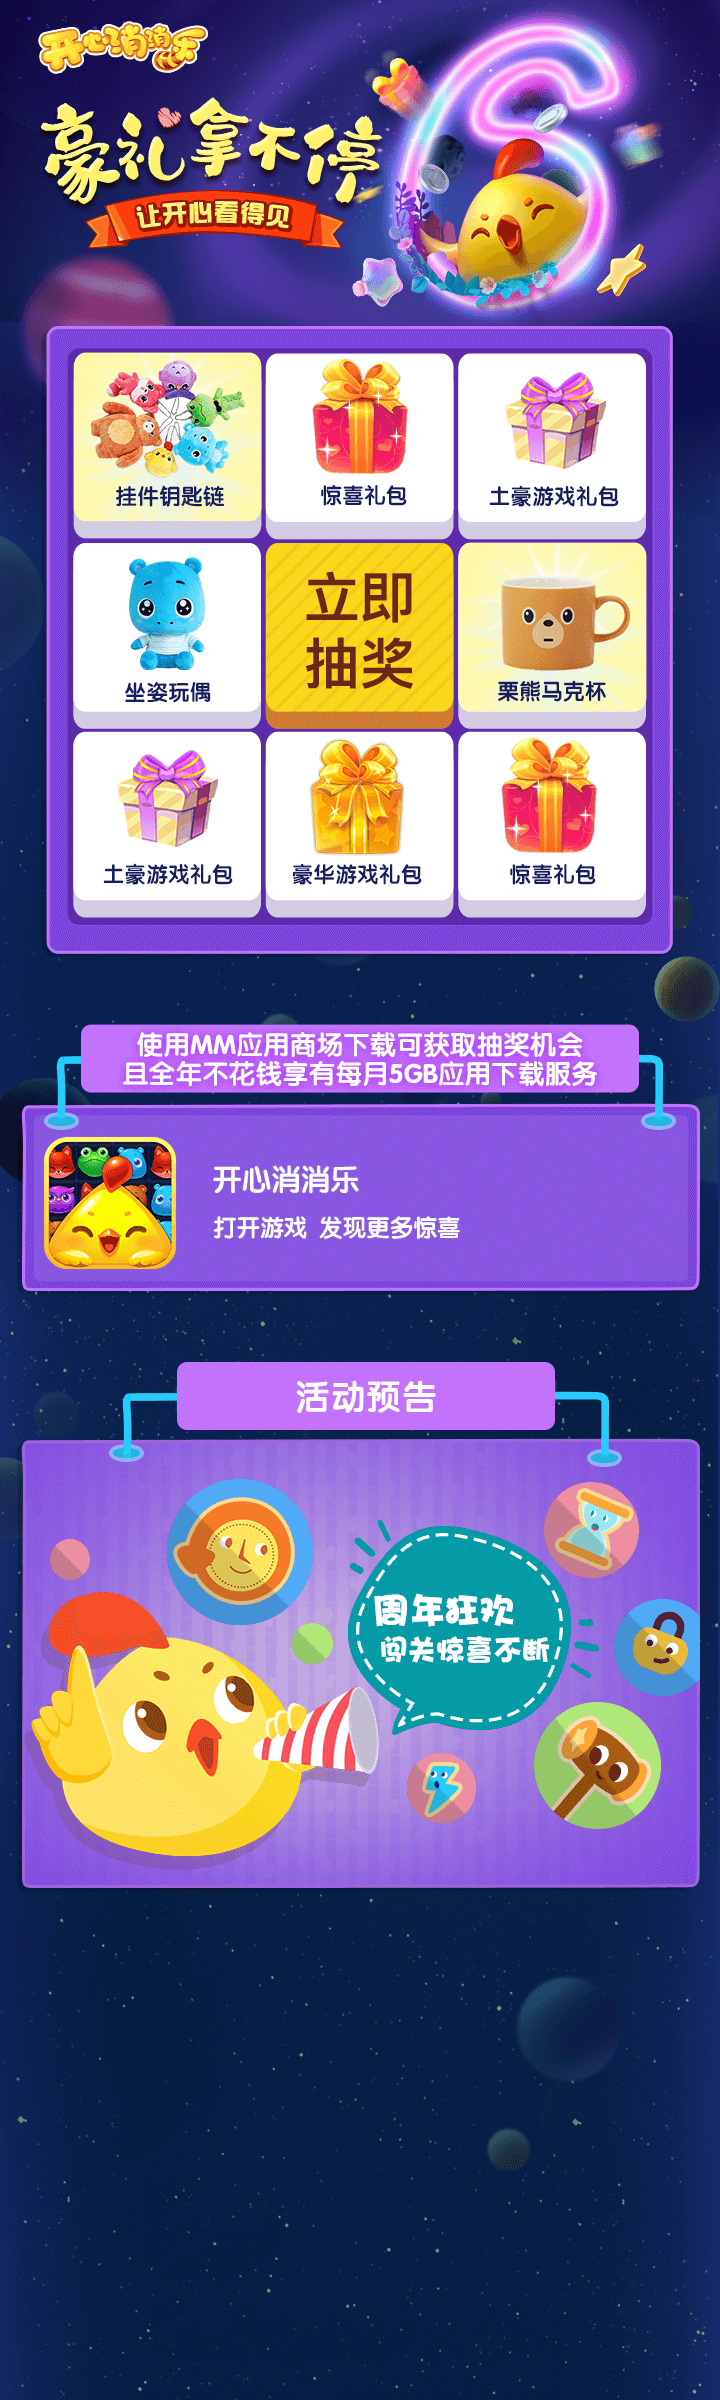 开心消消乐
豪礼拿不停
让开心看得见
挂件钥匙链
惊喜礼包
土豪游戏礼包
坐姿玩偶
立即
抽奖
栗熊马克杯
土豪游戏礼包
豪华游戏礼包
惊喜礼包
使用MM应用商场下载可获取抽奖机会
且全年不花钱享有每月5GB应用下载服务
开心消消乐
打开游戏 发现更多惊喜
活动预告
周年狂欢
闯关惊喜不断